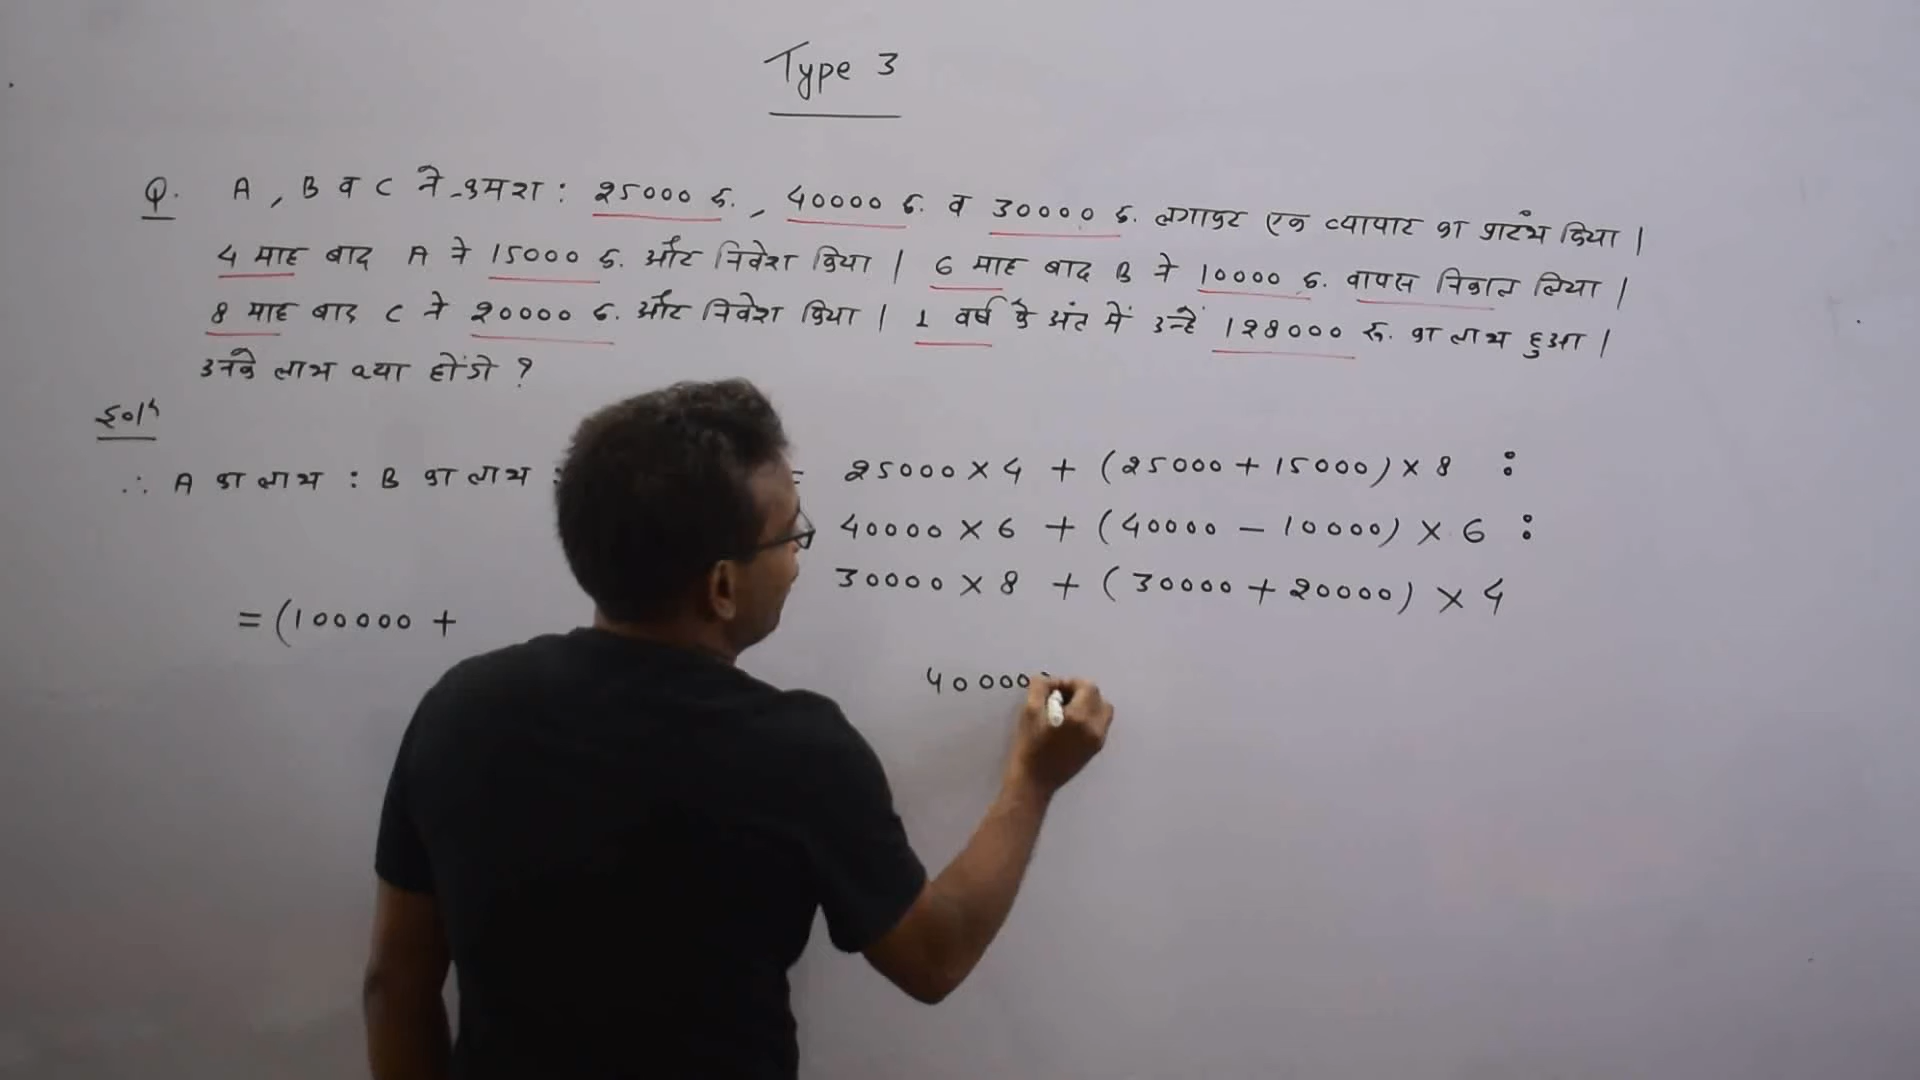 Type 3
Q. A, B व C ने क्रमशः 25000 रु., 40000 रु. व 30000 रु. लगाकर एक व्यापार का प्रारंभ किया |
4 माह बाद A ने 15000 रु. और निवेश किया | 6 माह बाद B ने 10000 रु. वापस निकाल लिया |
8 माह बाद C ने 20000 रु. और निवेश किया | 1 वर्ष के अंत में उन्हें 128000 रू. का लाभ हुआ |
उनके लाभ क्या होंगे ?
Solⁿ
∴ A का लाभ : B का लाभ : = 25000 × 4 + (25000 + 15000) × 8 :
40000 × 6 + (40000 − 10000) × 6 :
30000 × 8 + (30000 + 20000) × 4
= (100000 +
40000